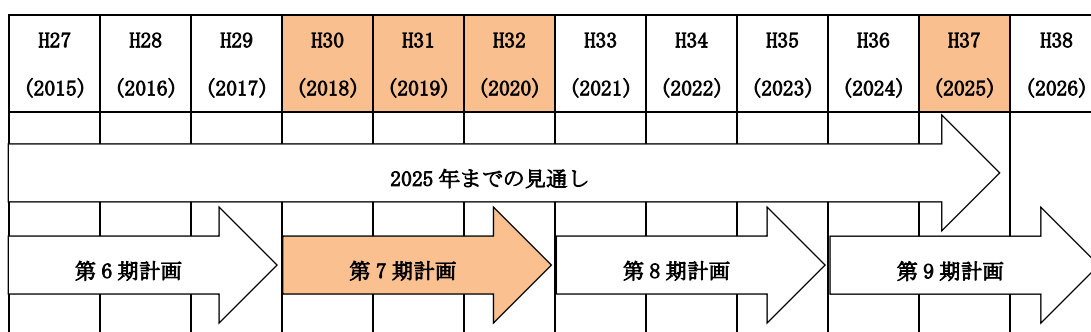 H27 H28 H29 H30 H31 H32 H33 H34 H35 H36 H37 H38
(2015) (2016) (2017) (2018) (2019) (2020) (2021) (2022) (2023) (2024) (2025) (2026)
2025 年までの見通し
第６期計画 第７期計画 第８期計画 第９期計画